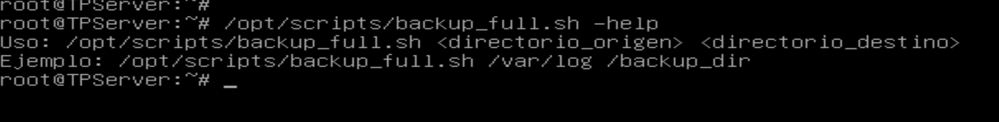 root@TPServer:~#
root@TPServer:~# /opt/scripts/backup_full.sh -help
Uso: /opt/scripts/backup_full.sh <directorio_origen> <directorio_destino>
Ejemplo: /opt/scripts/backup_full.sh /var/log /backup_dir
root@TPServer:~# _